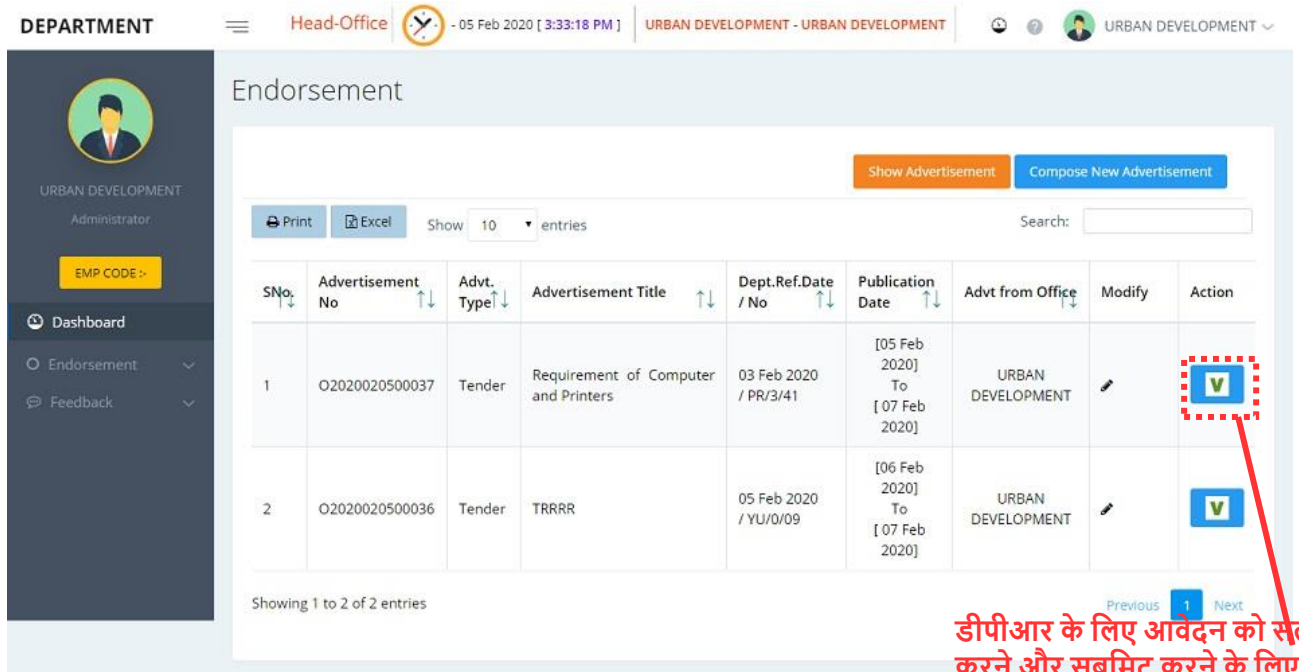 DEPARTMENT
Head-Office - 05 Feb 2020 [ 3:33:18 PM ] URBAN DEVELOPMENT - URBAN DEVELOPMENT URBAN DEVELOPMENT
Endorsement
URBAN DEVELOPMENT
Administrator
EMP CODE :-
Dashboard
Endorsement
Feedback
Show Advertisement Compose New Advertisement
Print Excel Show 10 entries Search:
SNo. Advertisement No Advt. Type Advertisement Title Dept.Ref.Date / No Publication Date Advt from Office Modify Action
1 O2020020500037 Tender Requirement of Computer and Printers 03 Feb 2020 / PR/3/41 [05 Feb 2020] To [ 07 Feb 2020] URBAN DEVELOPMENT V
2 O2020020500036 Tender TRRRR 05 Feb 2020 / YU/0/09 [06 Feb 2020] To [ 07 Feb 2020] URBAN DEVELOPMENT V
Showing 1 to 2 of 2 entries
Previous 1 Next
डीपीआर के लिए आवेदन को
करने और सबमिट करने के लिए